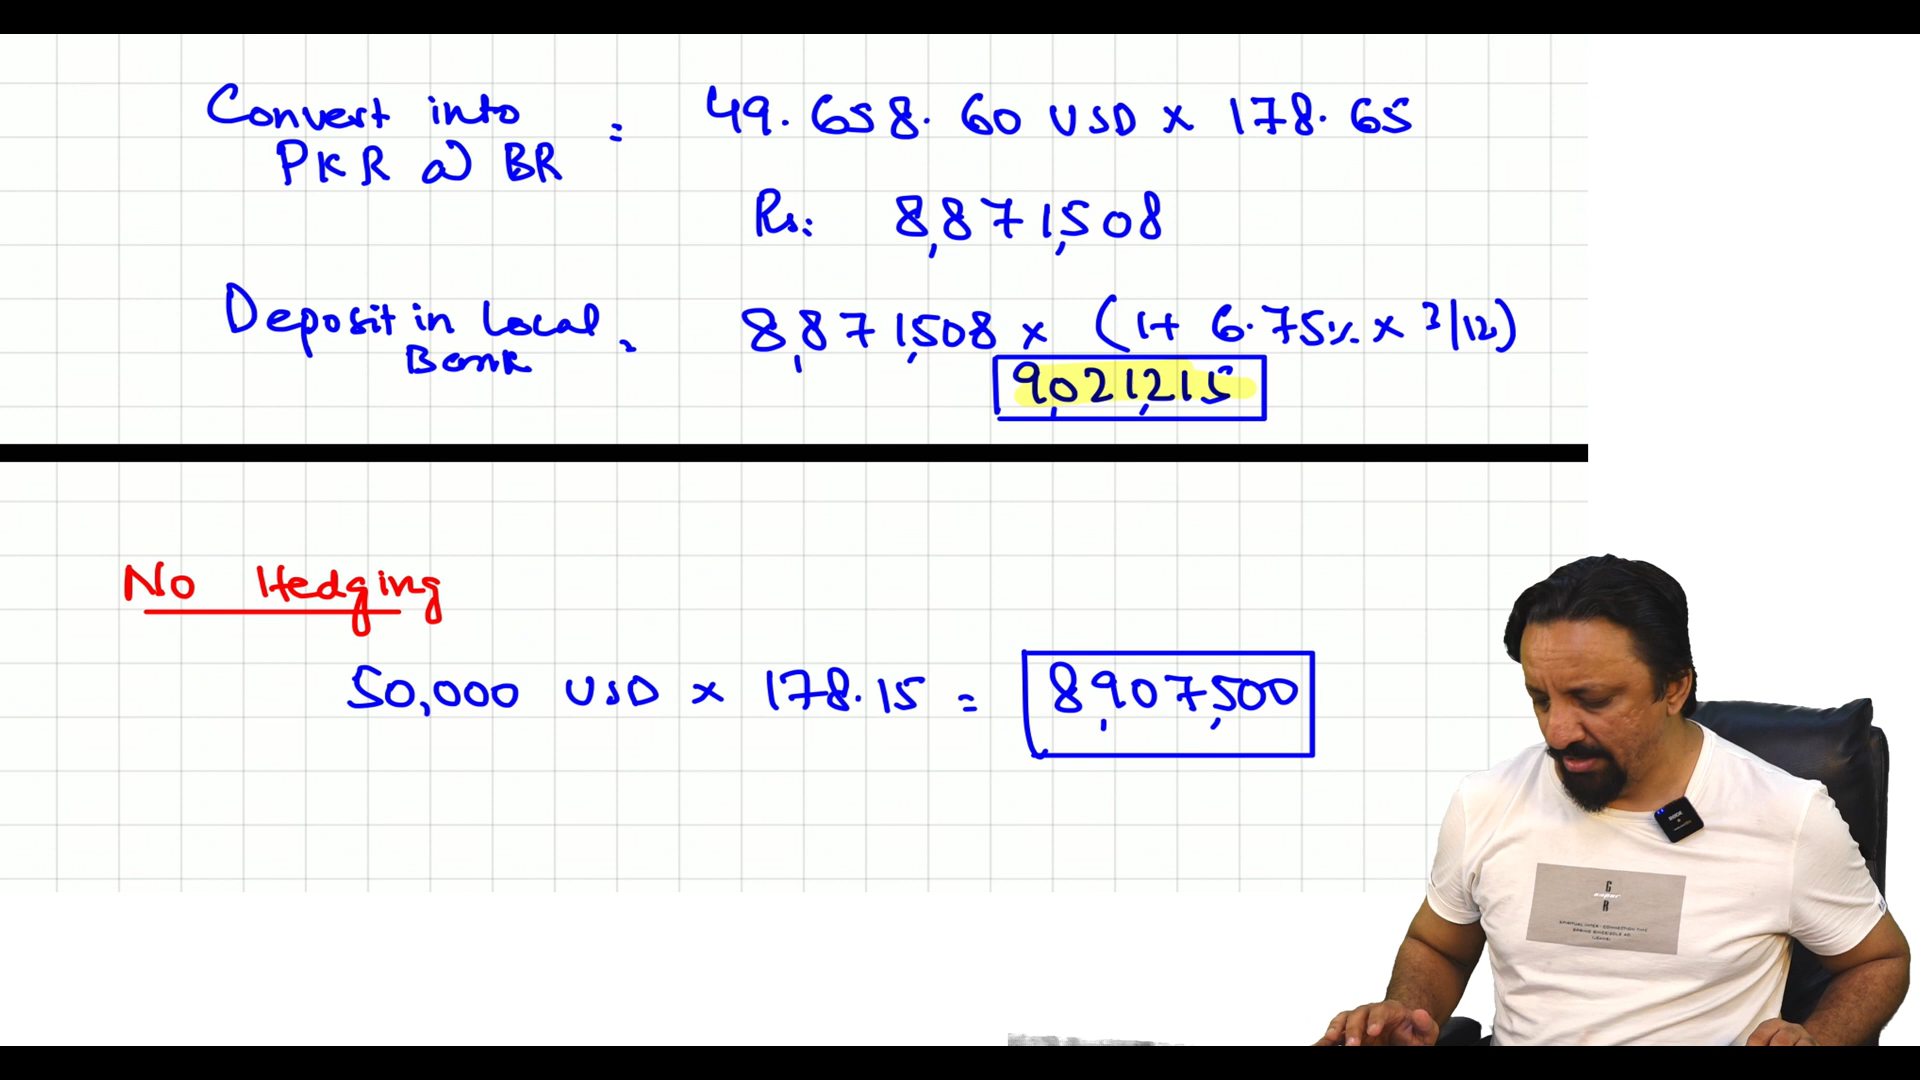 Convert into = 49.658.60 USD x 178.65
PKR @ BR
Rs: 8,871,508
Deposit in Local = 8,871,508 x (1+ 6.75% x 3/12)
Bank
9,021,215
No Hedging
50,000 USD x 178.15 = 8,907,500
G
R